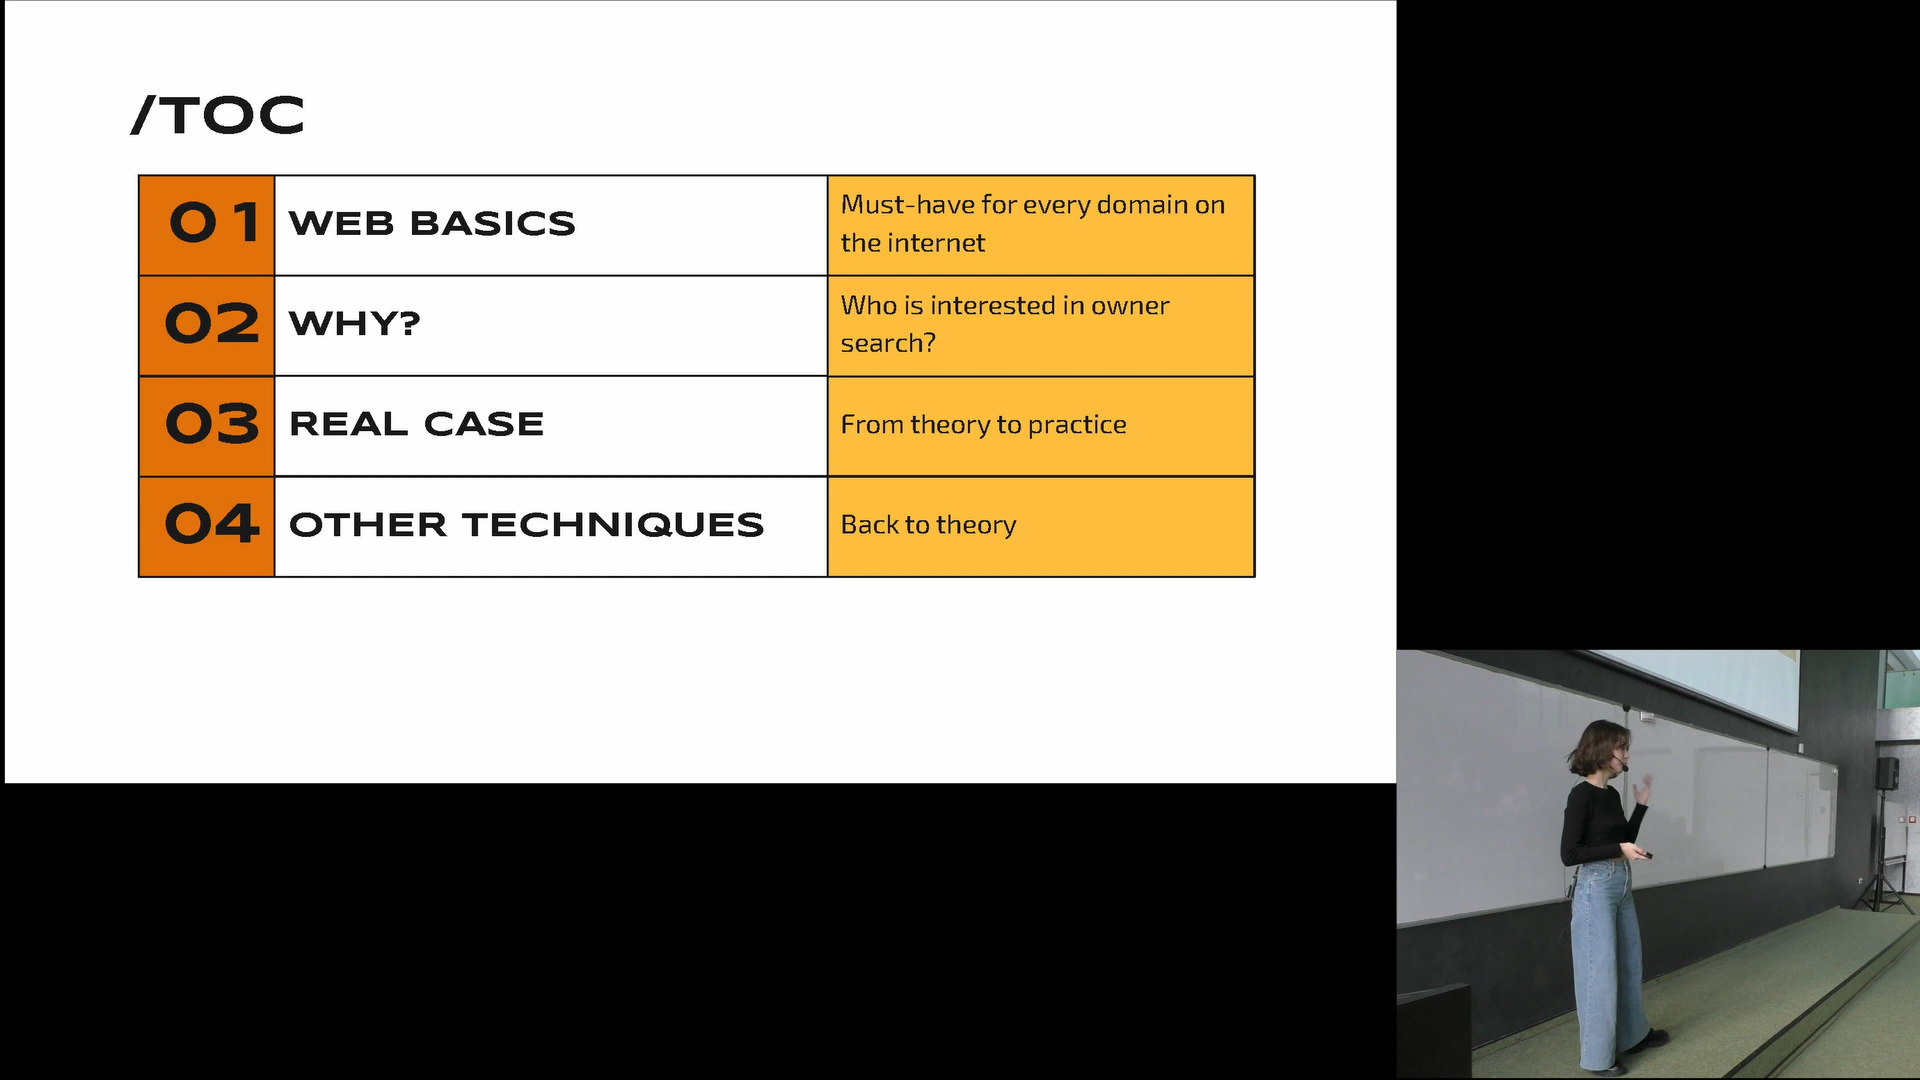 /TOC
01 WEB BASICS Must-have for every domain on
the internet
02 WHY? Who is interested in owner
search?
03 REAL CASE From theory to practice
04 OTHER TECHNIQUES Back to theory